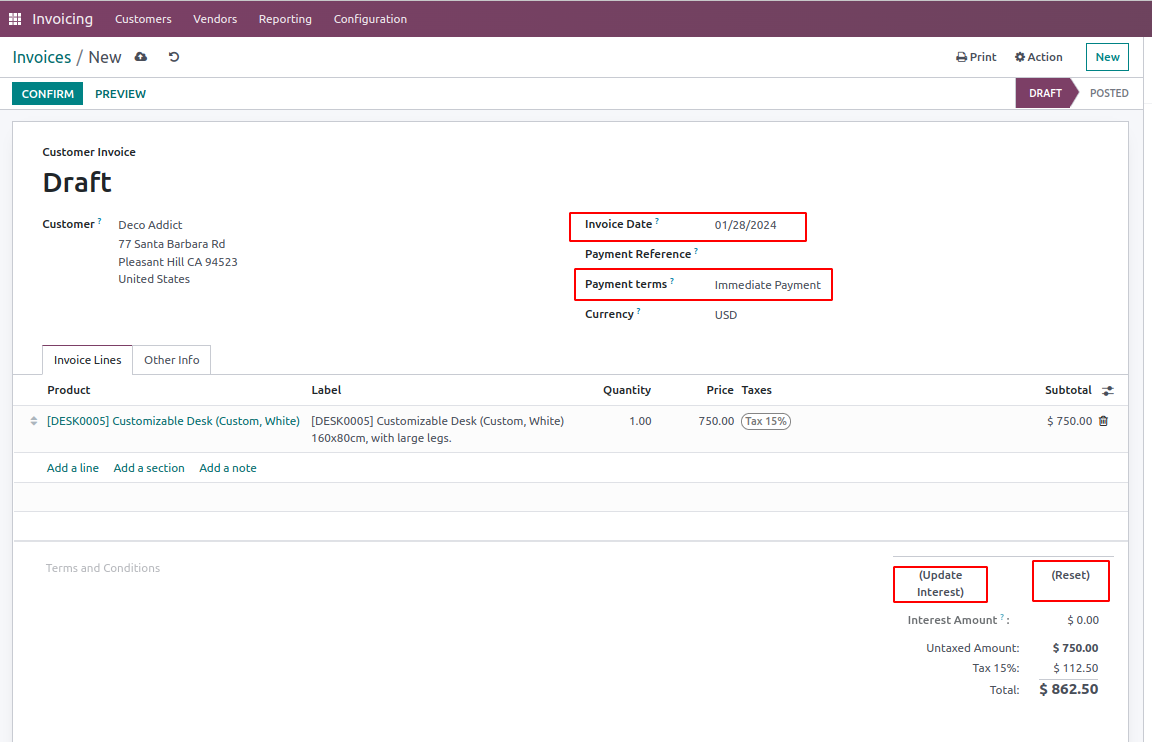 Invoicing Customers Vendors Reporting Configuration
Invoices / New Print Action New
CONFIRM PREVIEW DRAFT POSTED
Customer Invoice
Draft
Customer ? Deco Addict
77 Santa Barbara Rd
Pleasant Hill CA 94523
United States
Invoice Date ? 01/28/2024
Payment Reference ?
Payment terms ? Immediate Payment
Currency ? USD
Invoice Lines Other Info
Product Label Quantity Price Taxes Subtotal
[DESK0005] Customizable Desk (Custom, White) [DESK0005] Customizable Desk (Custom, White) 1.00 750.00 Tax 15% $ 750.00
160x80cm, with large legs.
Add a line Add a section Add a note
Terms and Conditions
(Update (Reset)
Interest)
Interest Amount ? : $ 0.00
Untaxed Amount: $ 750.00
Tax 15%: $ 112.50
Total: $ 862.50